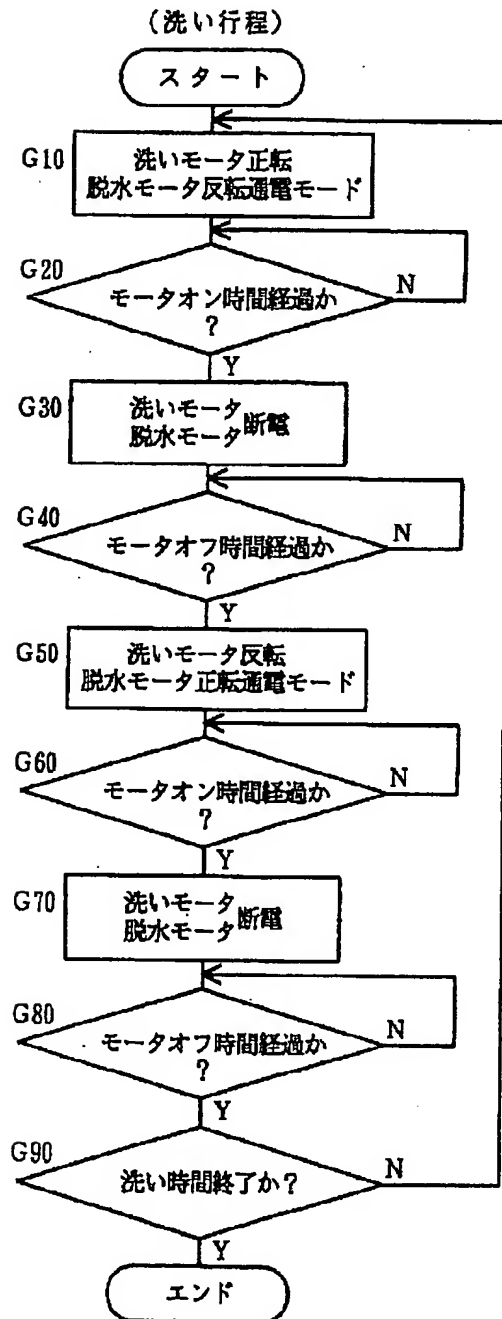 (洗い行程)
スタート
G10
洗いモータ正転
脱水モータ反転通電モード
G20
モータオン時間経過か
?
N
Y
G30
洗いモータ
脱水モータ
断電
G40
モータオフ時間経過か
?
N
Y
G50
洗いモータ反転
脱水モータ正転通電モード
G60
モータオン時間経過か
?
N
Y
G70
洗いモータ
脱水モータ
断電
G80
モータオフ時間経過か
?
N
Y
G90
洗い時間終了か?
N
Y
エンド